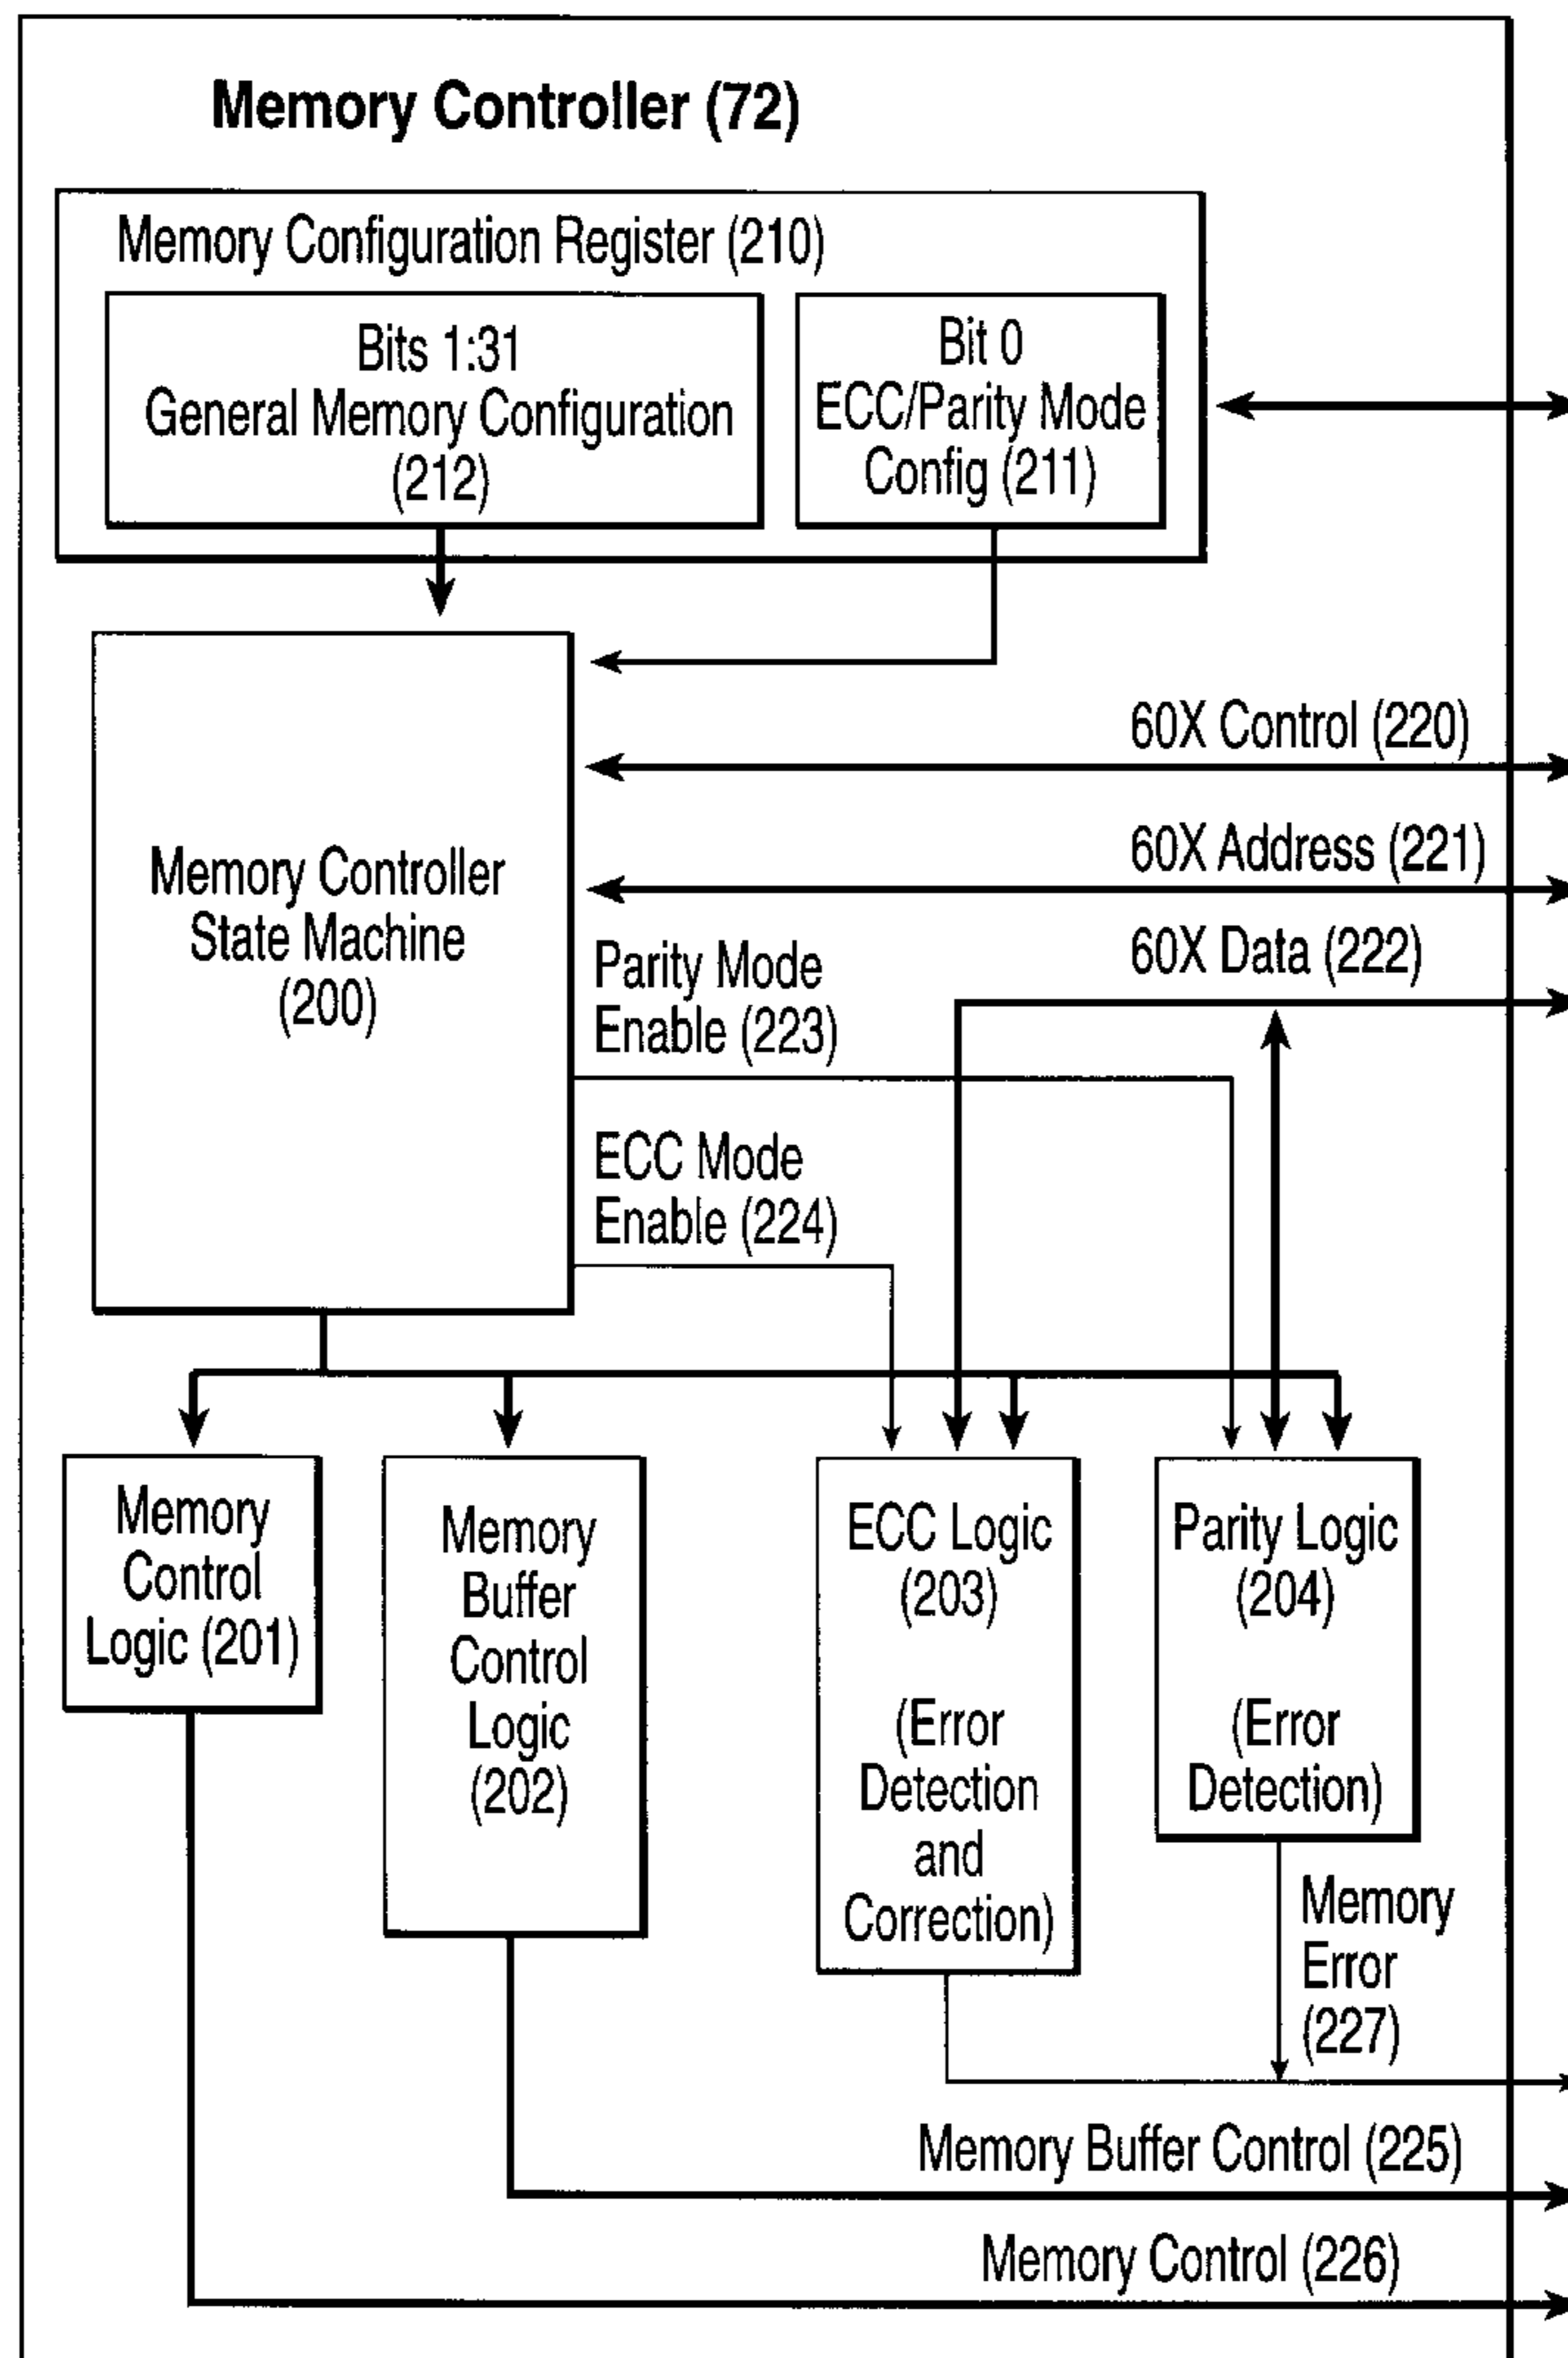 Memory Controller (72)
Memory Configuration Register (210)
Bits 1:31
General Memory Configuration
(212)
Bit 0
ECC/Parity Mode
Config (211)
60X Control (220)
60X Address (221)
60X Data (222)
Memory Controller
State Machine
(200)
Parity Mode
Enable (223)
ECC Mode
Enable (224)
Memory
Control
Logic (201)
Memory
Buffer
Control
Logic
(202)
ECC Logic
(203)
(Error
Detection
and
Correction)
Parity Logic
(204)
(Error
Detection)
Memory
Error
(227)
Memory Buffer Control (225)
Memory Control (226)